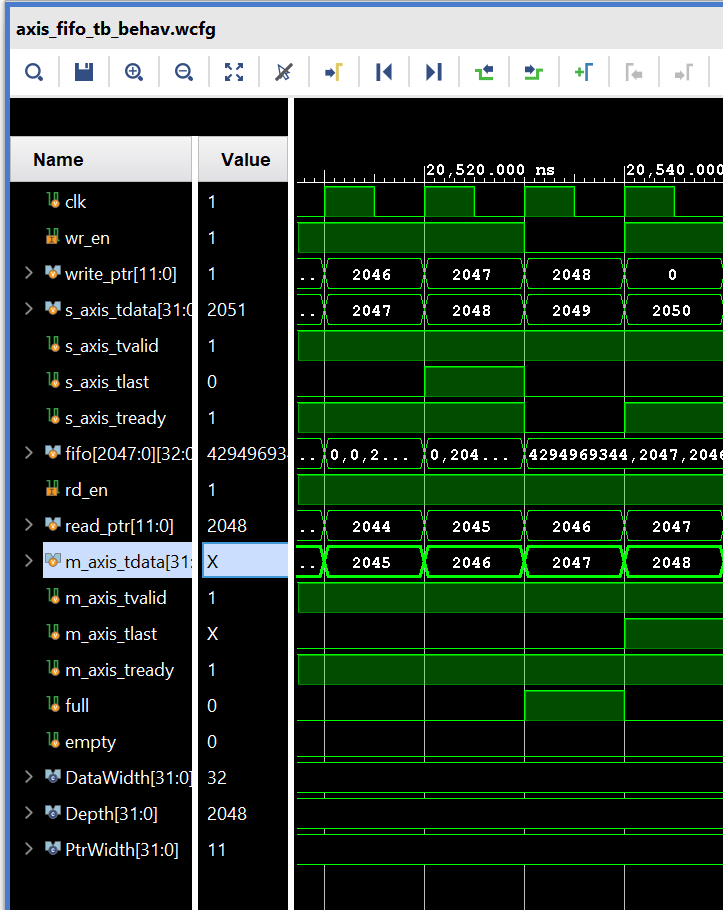 axis_fifo_tb_behav.wcfg
Name Value
20,520.000 ns 20,540.000
clk 1
wr_en 1
write_ptr[11:0] 1 .. 2046 2047 2048 0
s_axis_tdata[31:0 2051 .. 2047 2048 2049 2050
s_axis_tvalid 1
s_axis_tlast 0
s_axis_tready 1
fifo[2047:0][32:0 429496934 .. 0,0,2... 0,204... 4294969344,2047,2046
rd_en 1
read_ptr[11:0] 2048 .. 2044 2045 2046 2047
m_axis_tdata[31: X .. 2045 2046 2047 2048
m_axis_tvalid 1
m_axis_tlast X
m_axis_tready 1
full 0
empty 0
DataWidth[31:0] 32
Depth[31:0] 2048
PtrWidth[31:0] 11